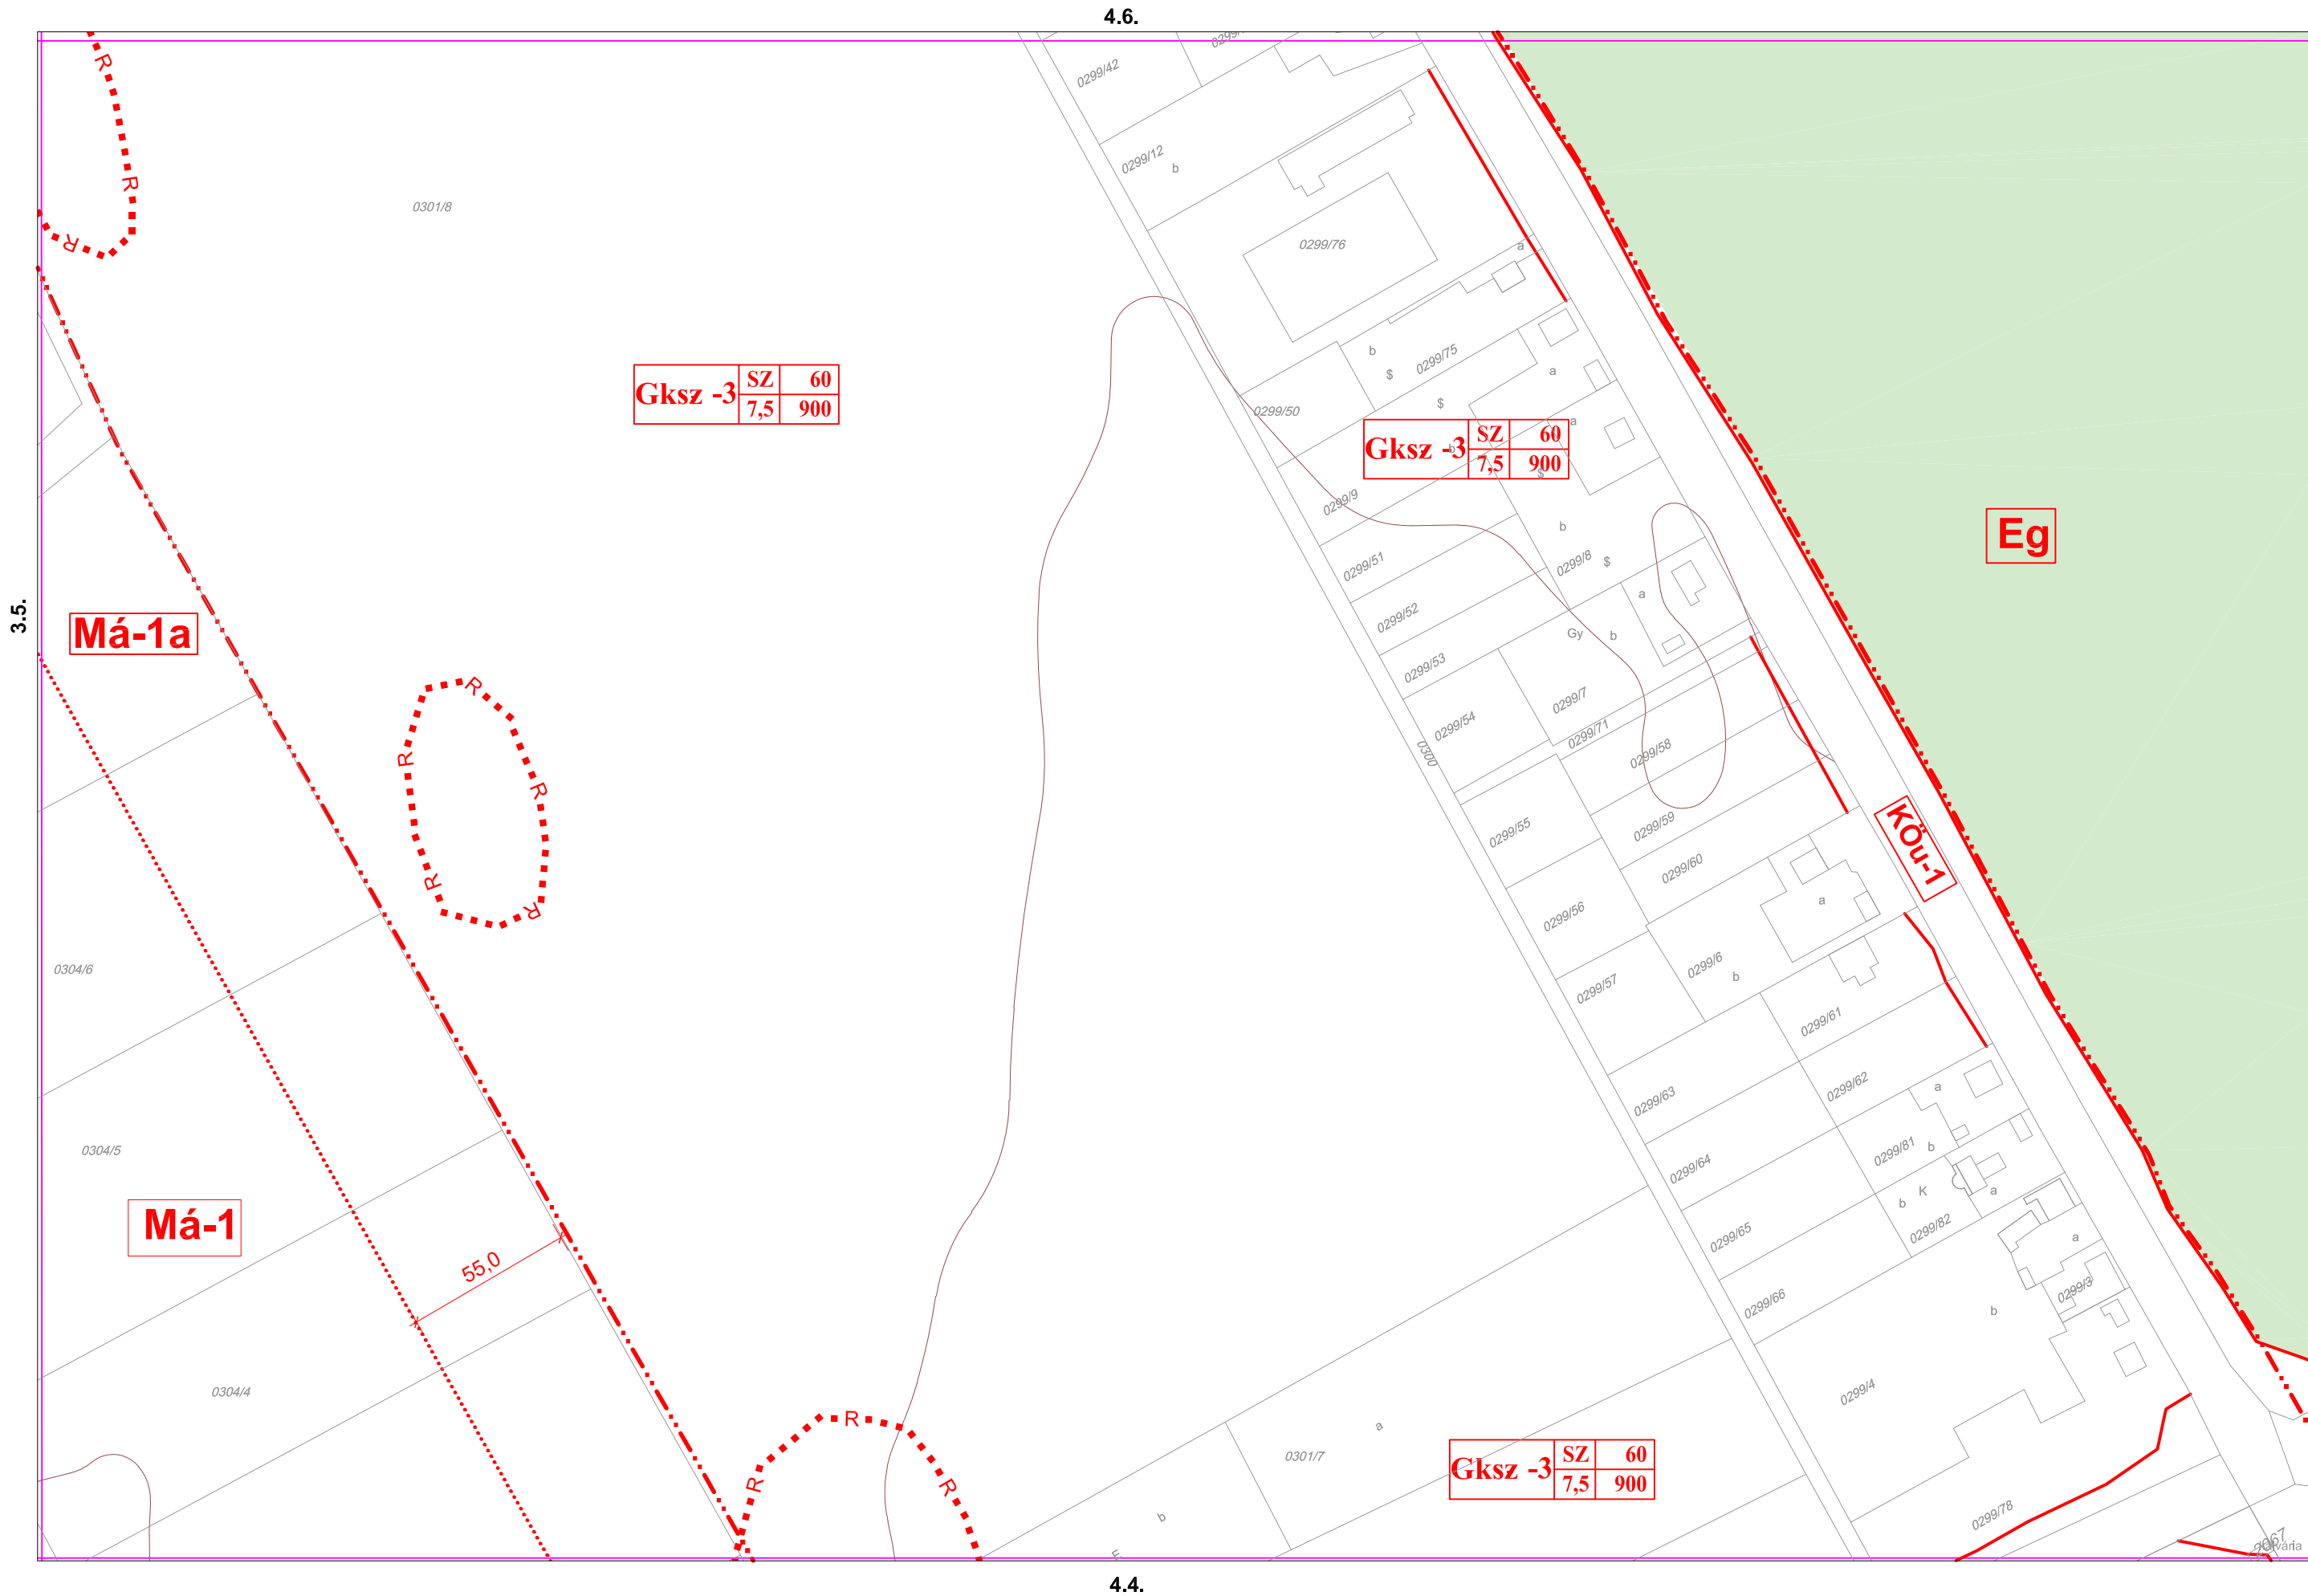 4.6.
0299/42
0299/12
b
R
R
R
0301/8
0299/76
a
b
$
0299/75
a
$
0299/50
a
Gksz -3
SZ
60
7,5
900
Gksz -3
SZ
60
7,5
900
b
$
0299/9
b
0299/8
$
Eg
0299/51
a
0299/52
Gy
b
3.5.
Má-1a
0299/53
0299/7
0299/54
0299/71
0300
0299/58
R
R
R
R
R
0299/55
0299/59
KÖu-1
0299/60
a
0299/56
0304/6
0299/6
b
0299/57
0299/61
0299/62
a
0299/63
0304/5
0299/81
b
0299/64
K
a
b
Má-1
0299/82
0299/65
a
55,0
0299/3
0299/66
b
0304/4
0299/4
R
R
R
a
0301/7
Gksz -3
SZ
60
7,5
900
b
0299/78
E
2067
4.4.